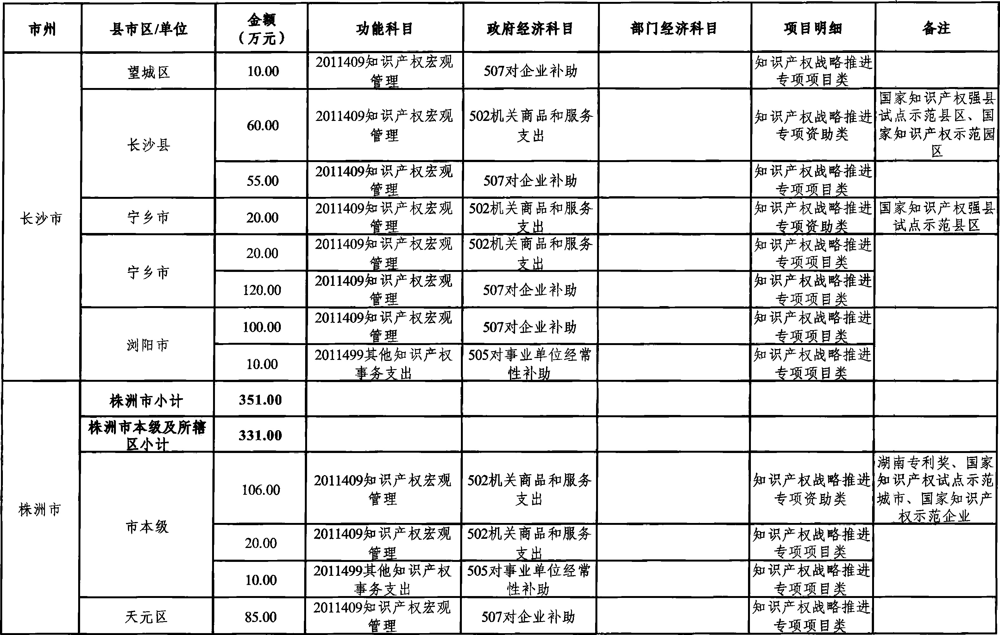 市州 县市区/单位 金额 功能科目 政府经济科目 部门经济科目 项目明细 备注
（万元）
长沙市
望城区 10.00 2011409知识产权宏观 507对企业补助 知识产权战略推进
管理 专项项目类
长沙县
60.00 2011409知识产权宏观 502机关商品和服务 知识产权战略推进 国家知识产权强县
管理 支出 专项资助类 试点示范县区、国
家知识产权示范园
区
55.00 2011409知识产权宏观 507对企业补助 知识产权战略推进
管理 专项项目类
宁乡市 20.00 2011409知识产权宏观 502机关商品和服务 知识产权战略推进 国家知识产权强县
管理 支出 专项资助类 试点示范县区
宁乡市
20.00 2011409知识产权宏观 502机关商品和服务 知识产权战略推进
管理 支出 专项项目类
120.00 2011409知识产权宏观 507对企业补助 知识产权战略推进
管理 专项项目类
浏阳市
100.00 2011409知识产权宏观 507对企业补助 知识产权战略推进
管理 专项项目类
10.00 2011499其他知识产权 505对事业单位经常 知识产权战略推进
事务支出 性补助 专项项目类
株洲市
株洲市小计 351.00
株洲市本级及所辖 331.00
区小计
市本级
106.00 2011409知识产权宏观 502机关商品和服务 知识产权战略推进 湖南专利奖、国家
管理 支出 专项资助类 知识产权试点示范
城市、国家知识产
权示范企业
20.00 2011409知识产权宏观 502机关商品和服务 知识产权战略推进
管理 支出 专项项目类
10.00 2011499其他知识产权 505对事业单位经常 知识产权战略推进
事务支出 性补助 专项项目类
天元区 85.00 2011409知识产权宏观 507对企业补助 知识产权战略推进
管理 专项项目类